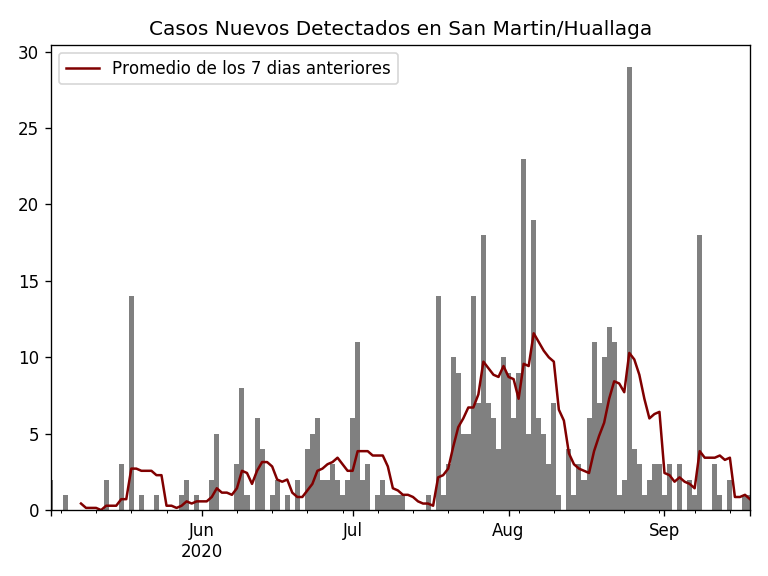 Casos Nuevos Detectados en San Martin/Huallaga
Promedio de los 7 dias anteriores
30
25
20
15
10
5
0
Jun
2020
Jul
Aug
Sep